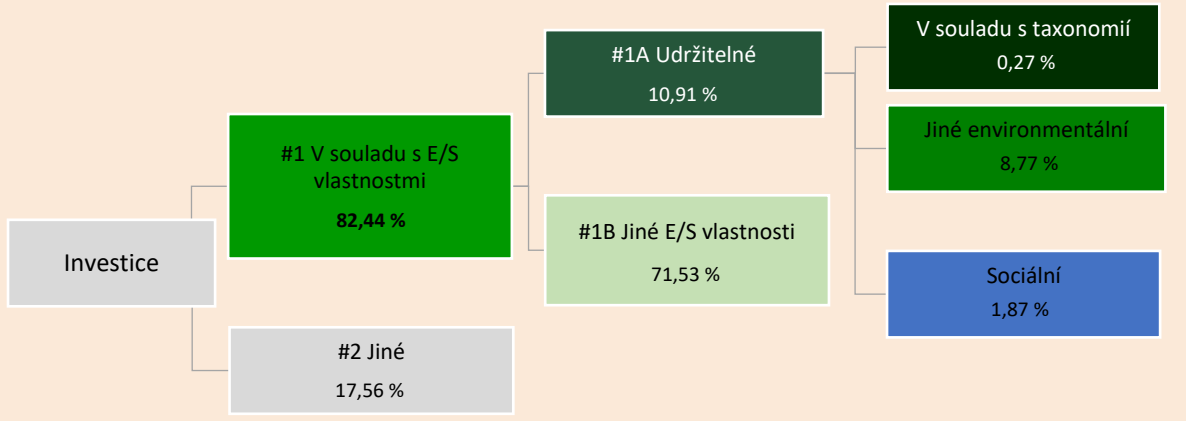 Investice
#1 V souladu s E/S
vlastnostmi
82,44 %
#2 Jiné
17,56 %
#1A Udržitelné
10,91 %
#1B Jiné E/S vlastnosti
71,53 %
V souladu s taxonomií
0,27 %
Jiné environmentální
8,77 %
Sociální
1,87 %